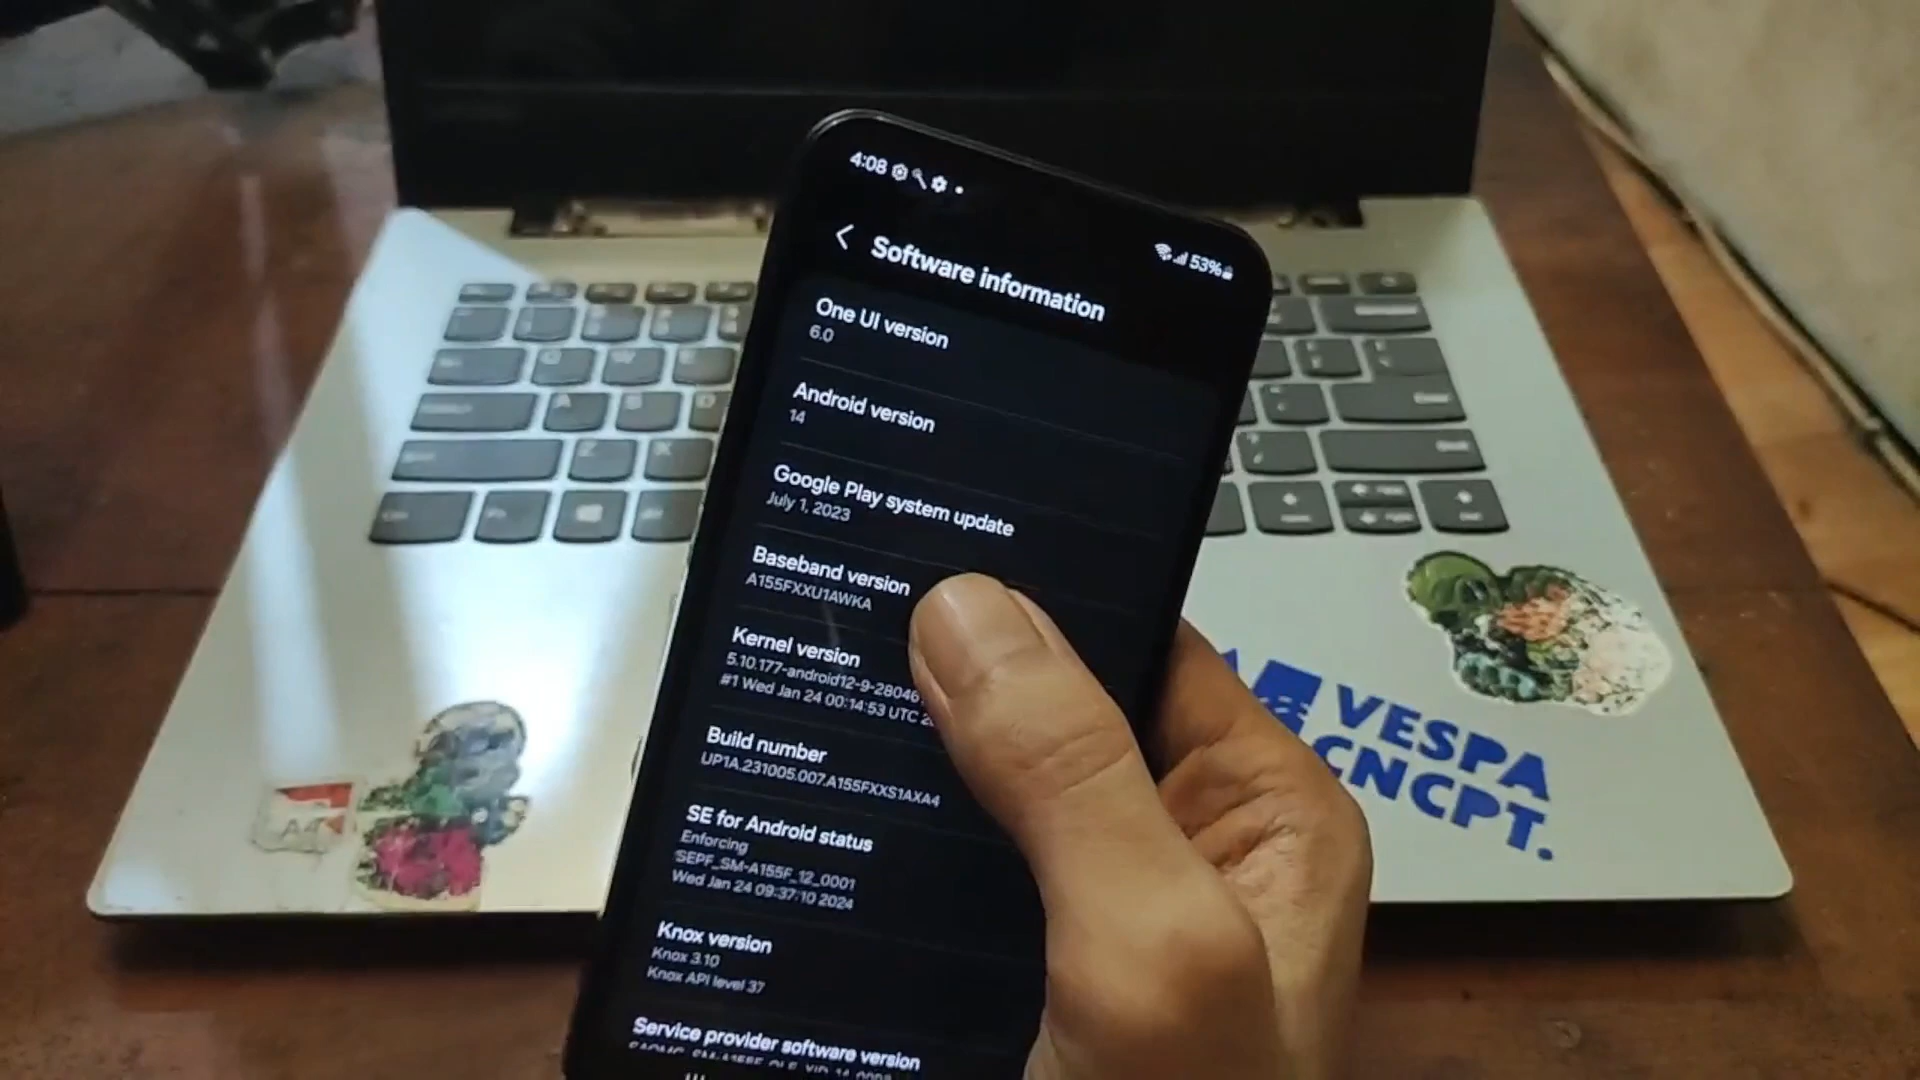 4:08
53%
Software information
One UI version
6.0
Android version
14
Google Play system update
July 1, 2023
Baseband version
A155FXXU1AWKA
Kernel version
5.10.177-android12-9-28046
#1 Wed Jan 24 00:14:53 UTC 2
Build number
UP1A.231005.007.A155FXXS1AXA4
SE for Android status
Enforcing
SEPF_SM-A155F_12_0001
Wed Jan 24 09:37:10 2024
Knox version
Knox 3.10
Knox API level 37
Service provider software version
VESPA
CNCPT.